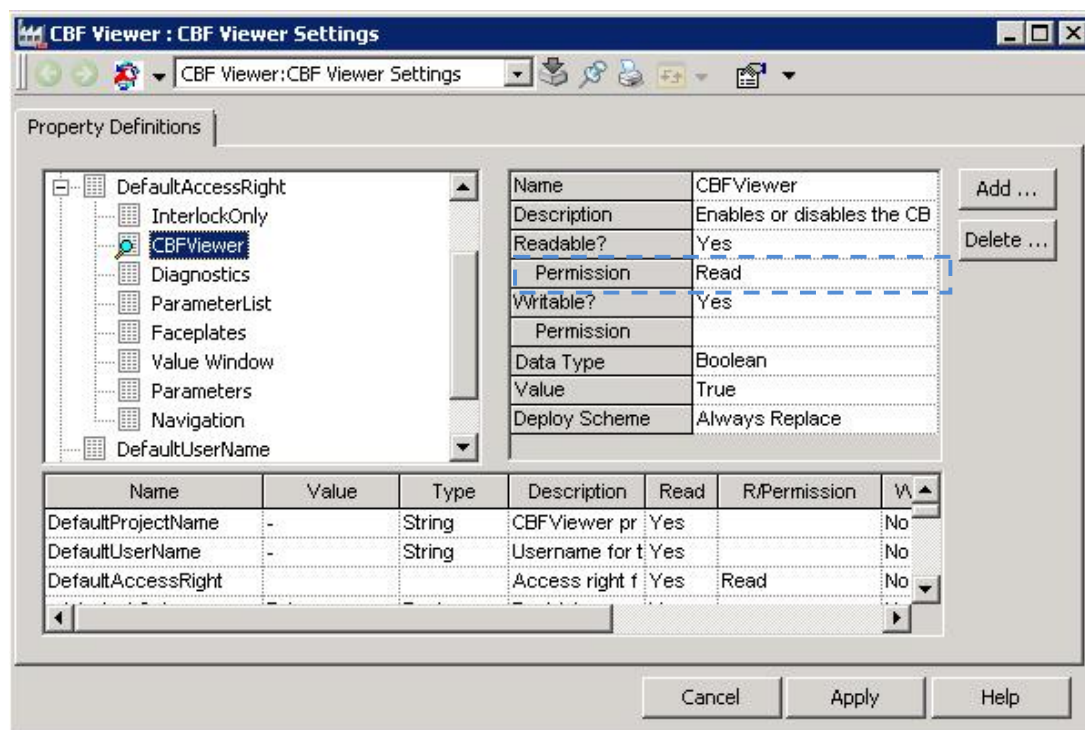 CBF Viewer : CBF Viewer Settings
CBF Viewer:CBF Viewer Settings
Property Definitions
DefaultAccessRight
InterlockOnly
CBFViewer
Diagnostics
ParameterList
Faceplates
Value Window
Parameters
Navigation
DefaultUserName
Name CBFViewer
Description Enables or disables the CB
Readable? Yes
Permission Read
Writable? Yes
Permission
Data Type Boolean
Value True
Deploy Scheme Always Replace
Add ...
Delete ...
Name Value Type Description Read R/Permission
DefaultProjectName - String CBFViewer pr Yes No
DefaultUserName - String Username for t Yes No
DefaultAccessRight Access right f Yes Read No
Cancel Apply Help